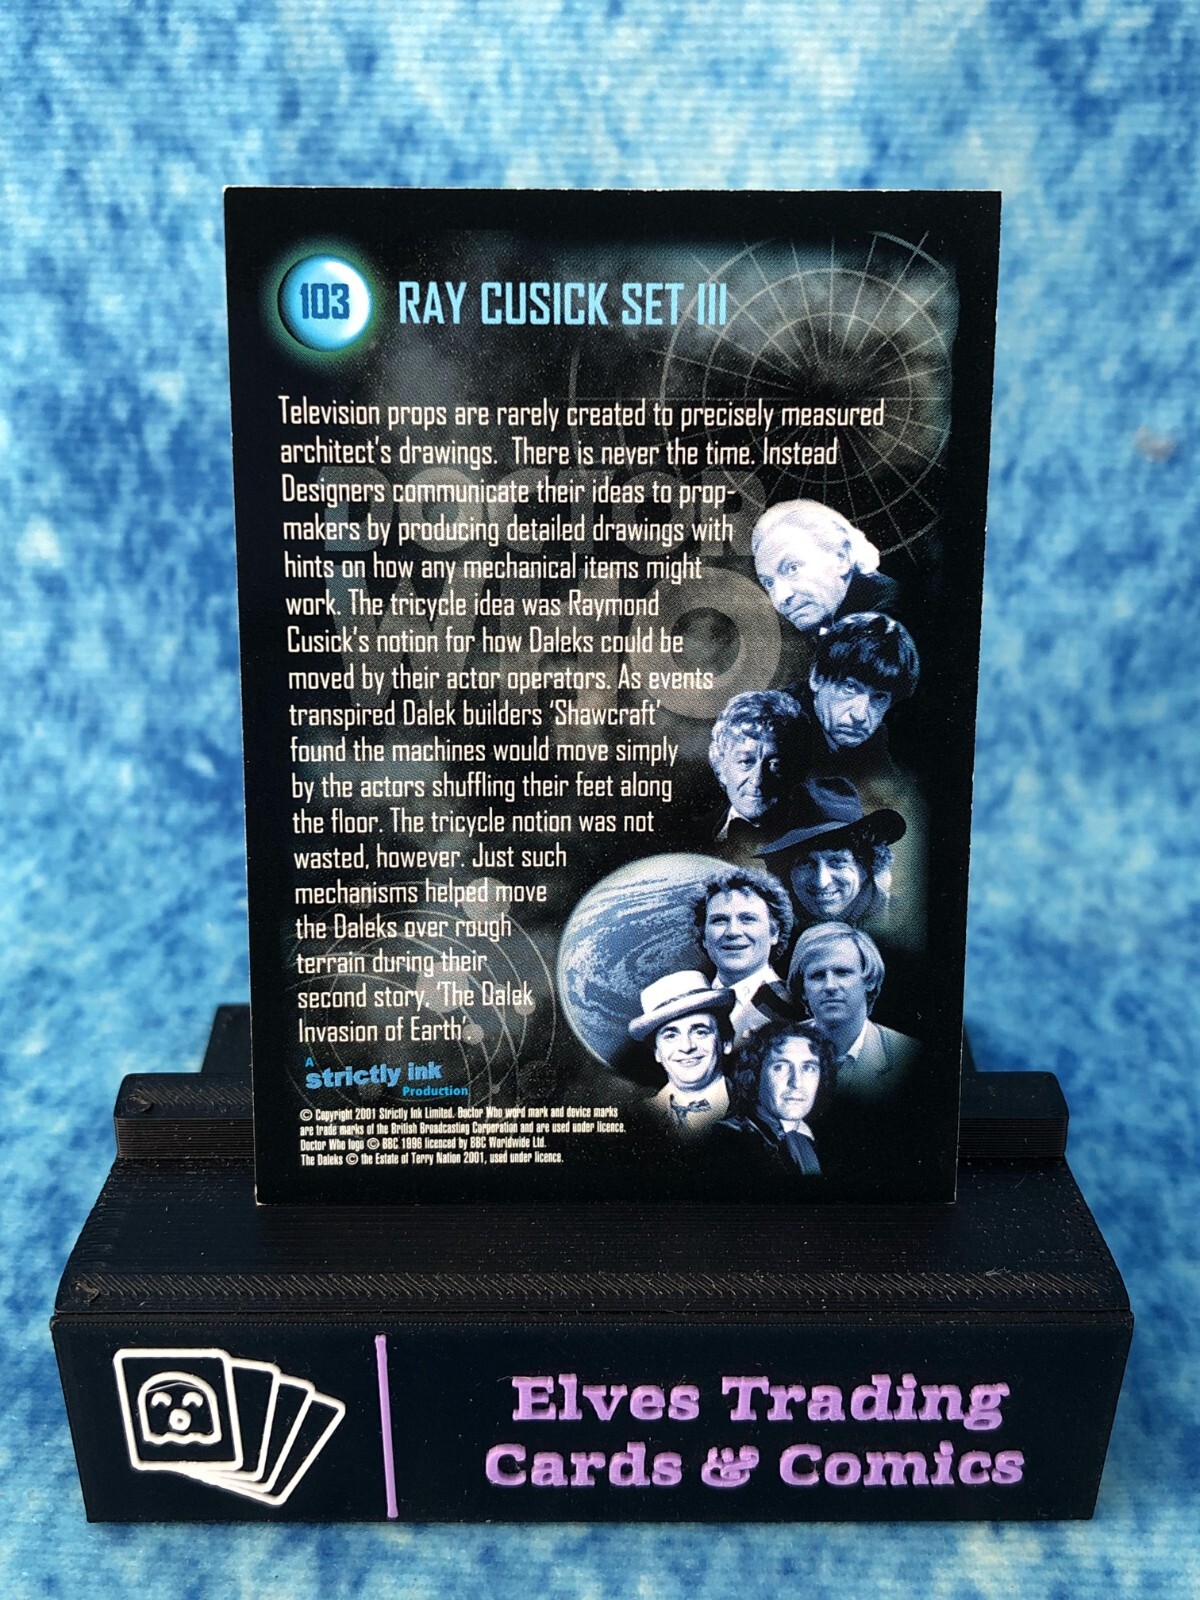 103
RAY CUSICK SET III
Television props are rarely created to precisely measured
architect's drawings. There is never the time. Instead
Designers communicate their ideas to prop-
makers by producing detailed drawings with
hints on how any mechanical items might
work. The tricycle idea was Raymond
Cusick's notion for how Daleks could be
moved by their actor operators. As events
transpired Dalek builders 'Shawcraft'
found the machines would move simply
by the actors shuffling their feet along
the floor. The tricycle notion was not
wasted, however. Just such
mechanisms helped move
the Daleks over rough
terrain during their
second story, 'The Dalek
Invasion of Earth'.
DOCTOR
WHO
A
strictly ink
Production
© Copyright 2001 Strictly Ink Limited. Doctor Who word mark and device marks
are trade marks of the British Broadcasting Corporation and are used under licence.
Doctor Who logo © BBC 1996 licenced by BBC Worldwide Ltd.
The Daleks © the Estate of Terry Nation 2001, used under licence.
Elves Trading
Cards & Comics